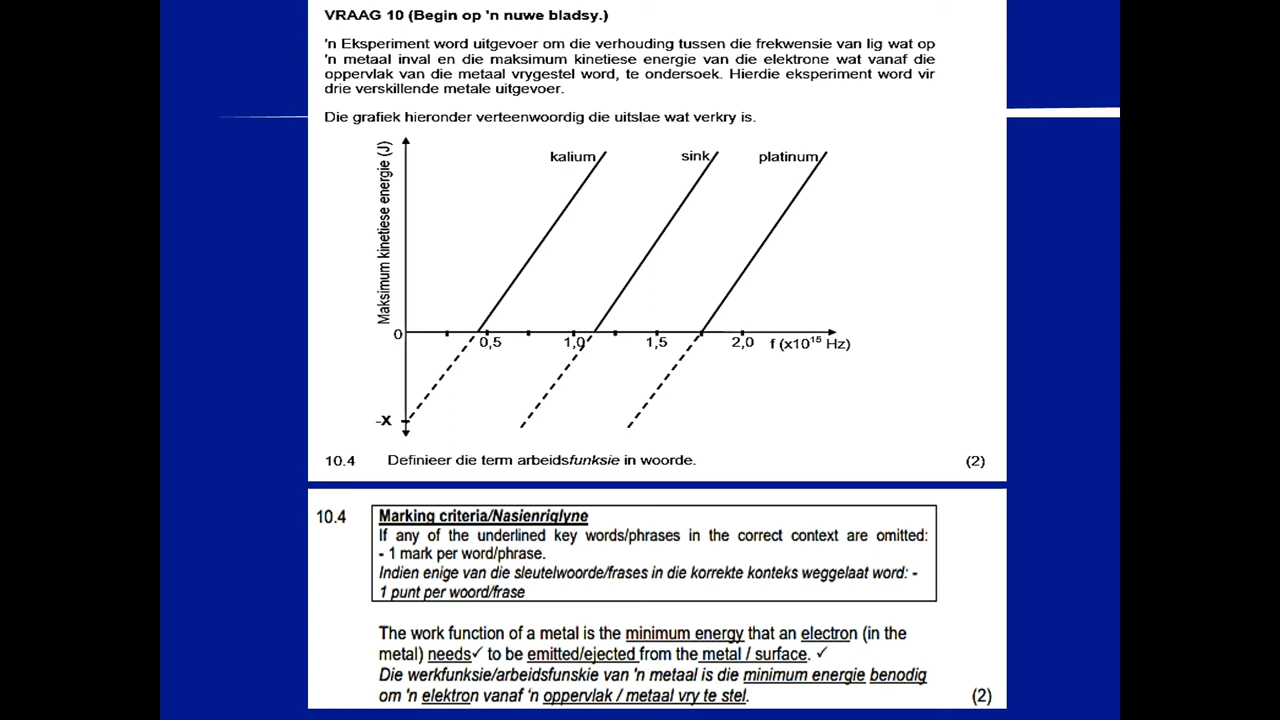 VRAAG 10 (Begin op 'n nuwe bladsy.)
'n Eksperiment word uitgevoer om die verhouding tussen die frekwensie van lig wat op
'n metaal inval en die maksimum kinetiese energie van die elektrone wat vanaf die
oppervlak van die metaal vrygestel word, te ondersoek. Hierdie eksperiment word vir
drie verskillende metale uitgevoer.
Die grafiek hieronder verteenwoordig die uitslae wat verkry is.
Maksimum kinetiese energie (J)
kalium
sink
platinum
0
0,5
1,0
1,5
2,0
f (x10¹⁵ Hz)
-X
10.4 Definieer die term arbeidsfunksie in woorde. (2)
10.4 Marking criteria/Nasienriglyne
If any of the underlined key words/phrases in the correct context are omitted:
- 1 mark per word/phrase.
Indien enige van die sleutelwoorde/frases in die korrekte konteks weggelaat word: -
1 punt per woord/frase
The work function of a metal is the minimum energy that an electron (in the
metal) needs✓ to be emitted/ejected from the metal / surface. ✓
Die werkfunksie/arbeidsfunskie van 'n metaal is die minimum energie benodig
om 'n elektron vanaf 'n oppervlak / metaal vry te stel. (2)